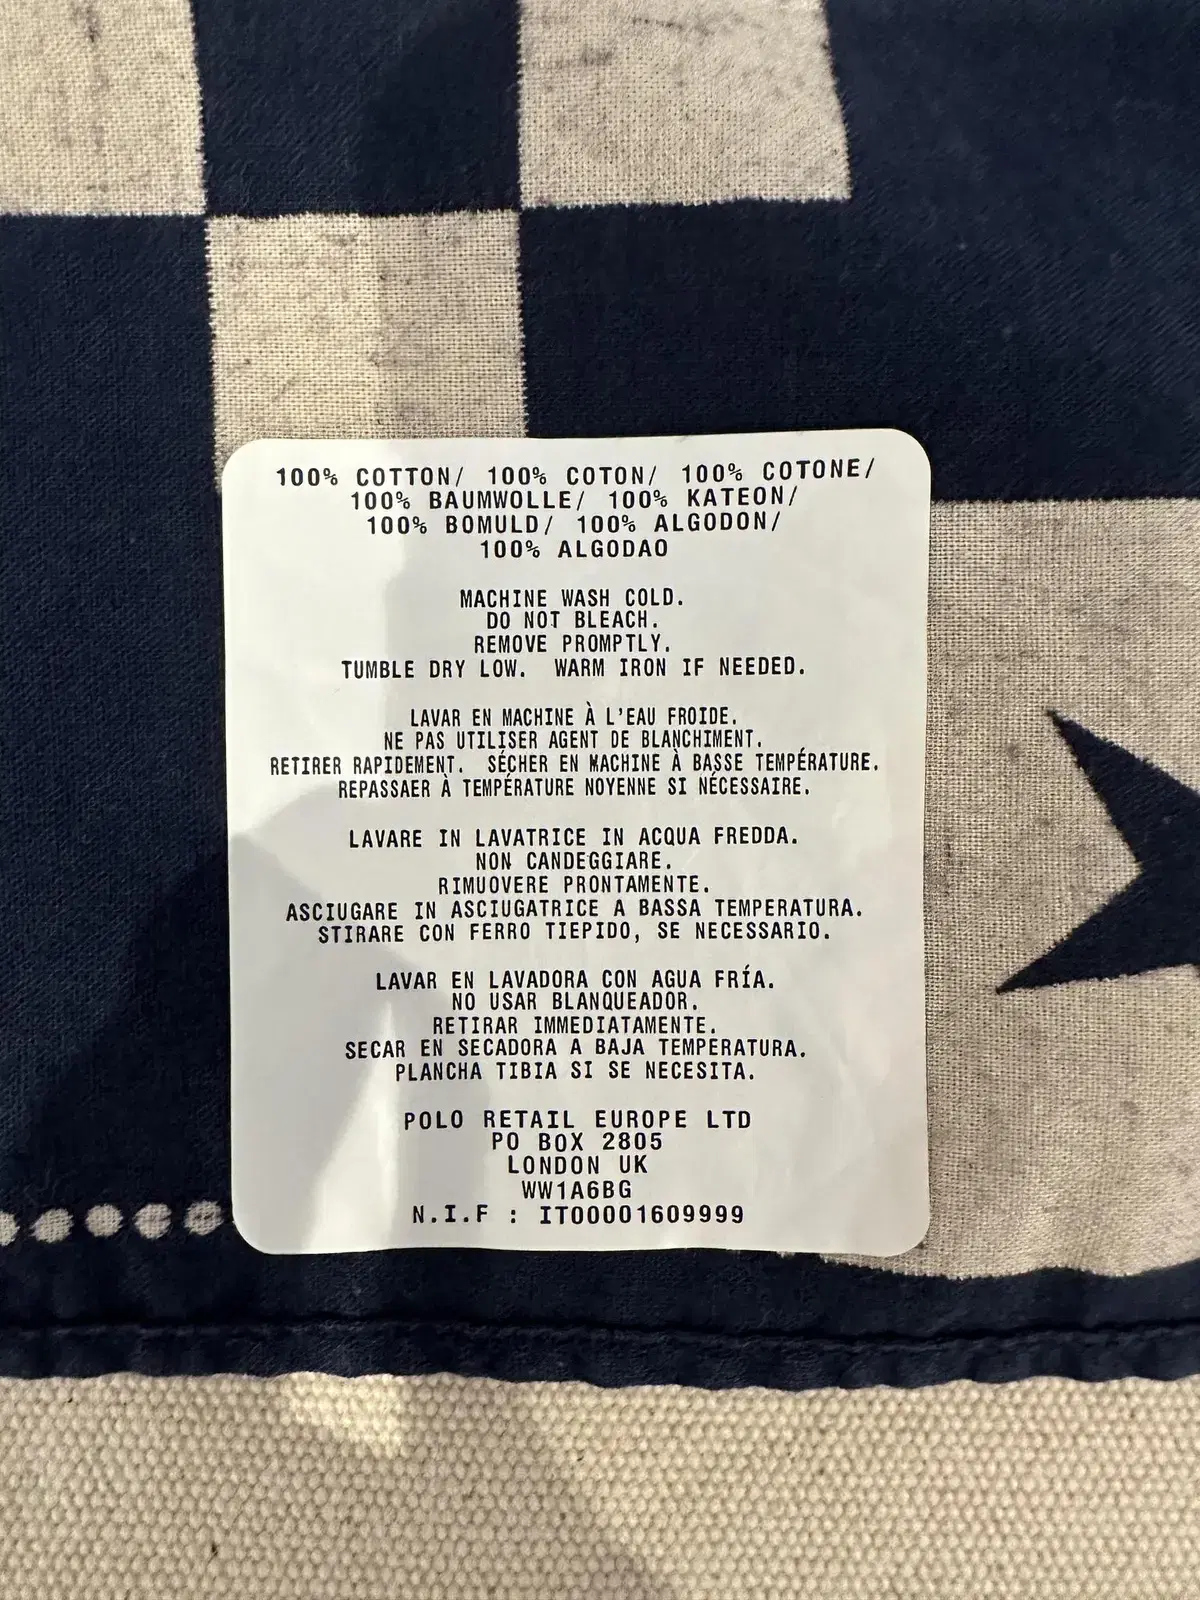 100% COTTON/ 100% COTON/ 100% COTONE/
100% BAUMWOLLE/ 100% KATEON/
100% BOMULD/ 100% ALGODON/
100% ALGODAO
MACHINE WASH COLD.
DO NOT BLEACH.
REMOVE PROMPTLY.
TUMBLE DRY LOW. WARM IRON IF NEEDED.
LAVAR EN MACHINE À L'EAU FROIDE.
NE PAS UTILISER AGENT DE BLANCHIMENT.
RETIRER RAPIDEMENT. SÉCHER EN MACHINE À BASSE TEMPÉRATURE.
REPASSAER À TEMPÉRATURE NOYENNE SI NÉCESSAIRE.
LAVARE IN LAVATRICE IN ACQUA FREDDA.
NON CANDEGGIARE.
RIMUOVERE PRONTAMENTE.
ASCIUGARE IN ASCIUGATRICE A BASSA TEMPERATURA.
STIRARE CON FERRO TIEPIDO, SE NECESSARIO.
LAVAR EN LAVADORA CON AGUA FRÍA.
NO USAR BLANQUEADOR.
RETIRAR IMMEDIATAMENTE.
SECAR EN SECADORA A BAJA TEMPERATURA.
PLANCHA TIBIA SI SE NECESITA.
POLO RETAIL EUROPE LTD
PO BOX 2805
LONDON UK
WW1A6BG
N.I.F : IT00001609999